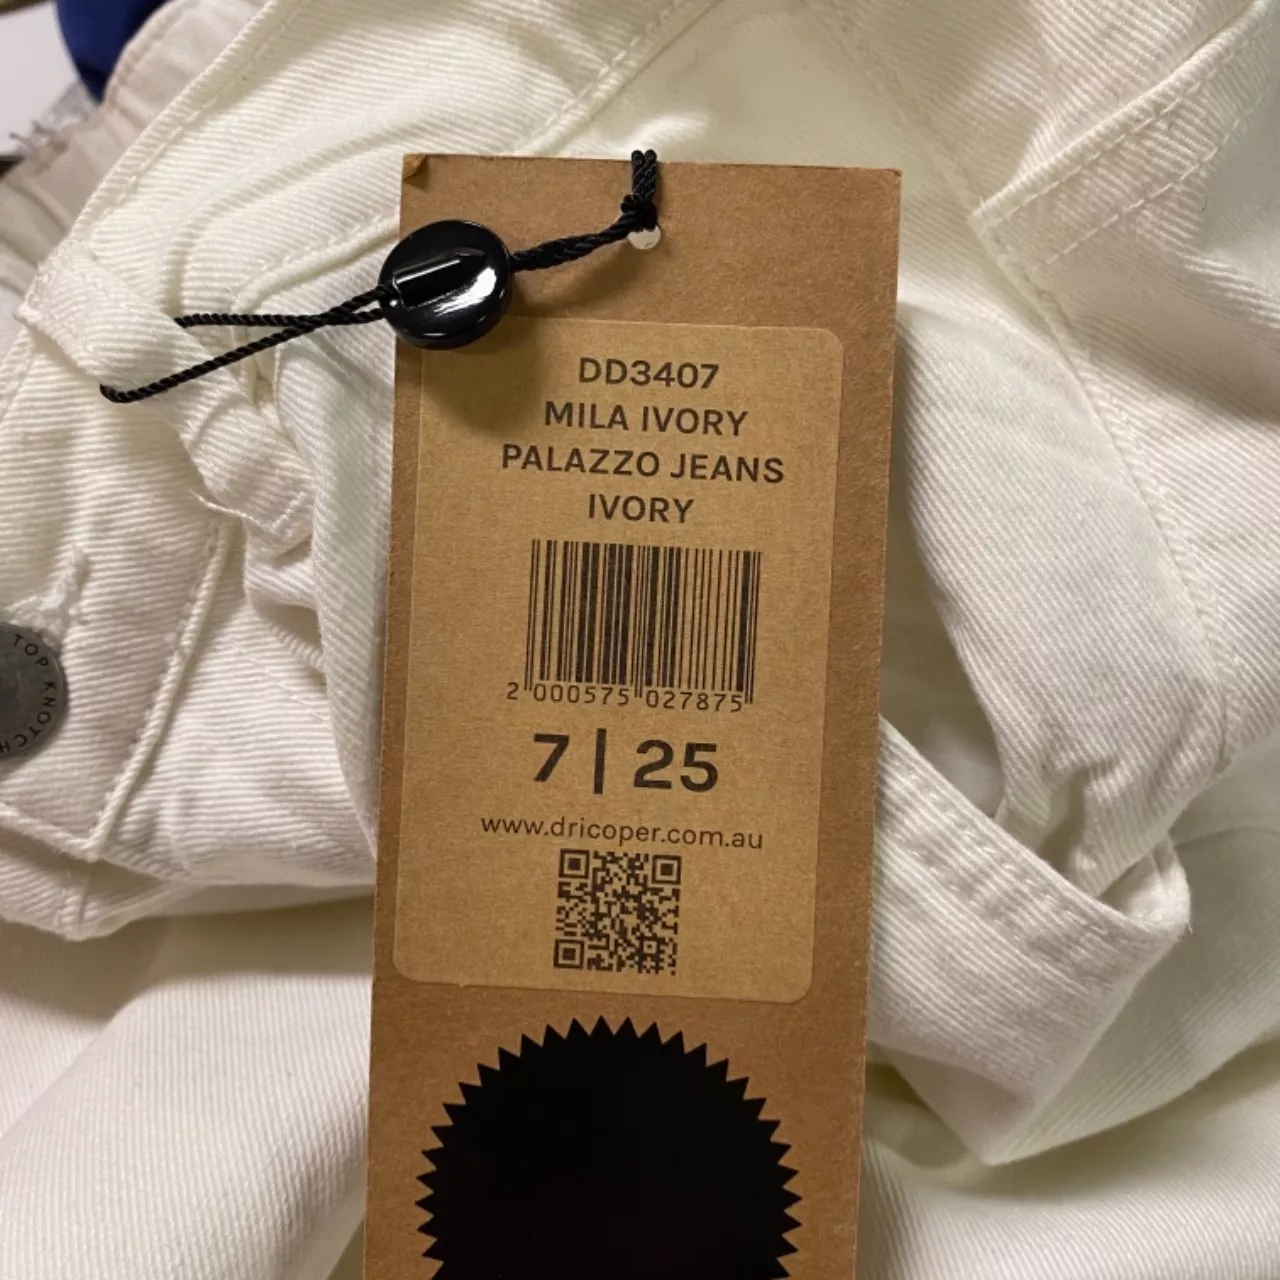 DD3407
MILA IVORY
PALAZZO JEANS
IVORY
2 000575 027875
7 | 25
www.dricoper.com.au
TOP KNOTCH